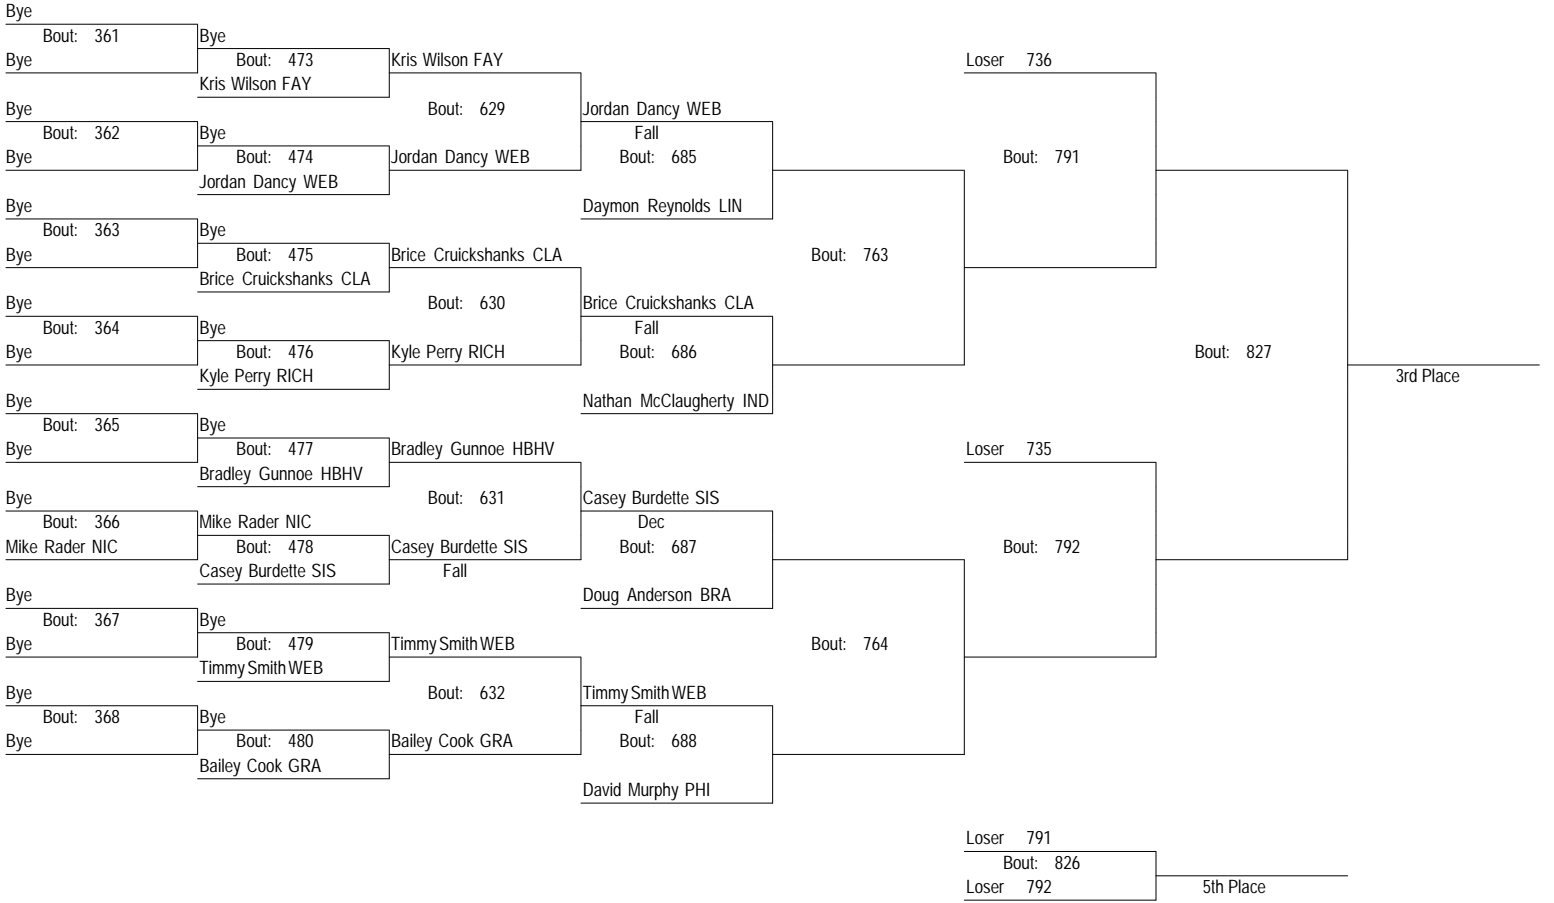 Bye
Bout: 361
Bye
Bye
Bout: 473
Kris Wilson FAY
Kris Wilson FAY
Bout: 629
Bye
Bout: 362
Bye
Bye
Bout: 474
Jordan Dancy WEB
Jordan Dancy WEB
Jordan Dancy WEB
Fall
Bout: 685
Daymon Reynolds LIN
Bye
Bout: 363
Bye
Bye
Bout: 475
Brice Cruickshanks CLA
Brice Cruickshanks CLA
Bout: 630
Bye
Bout: 364
Bye
Bye
Bout: 476
Kyle Perry RICH
Kyle Perry RICH
Brice Cruickshanks CLA
Fall
Bout: 686
Nathan McClaugherty IND
Bout: 763
Bye
Bout: 365
Bye
Bye
Bout: 477
Bradley Gunnoe HBHV
Bradley Gunnoe HBHV
Bout: 631
Bye
Bout: 366
Mike Rader NIC
Mike Rader NIC
Bout: 478
Casey Burdette SIS
Casey Burdette SIS
Fall
Casey Burdette SIS
Dec
Bout: 687
Doug Anderson BRA
Bye
Bout: 367
Bye
Bye
Bout: 479
Timmy Smith WEB
Timmy Smith WEB
Bout: 632
Bye
Bout: 368
Bye
Bye
Bout: 480
Bailey Cook GRA
Bailey Cook GRA
Timmy Smith WEB
Fall
Bout: 688
David Murphy PHI
Bout: 764
Loser 736
Bout: 791
Loser 735
Bout: 792
Bout: 827
3rd Place
Loser 791
Bout: 826
Loser 792
5th Place